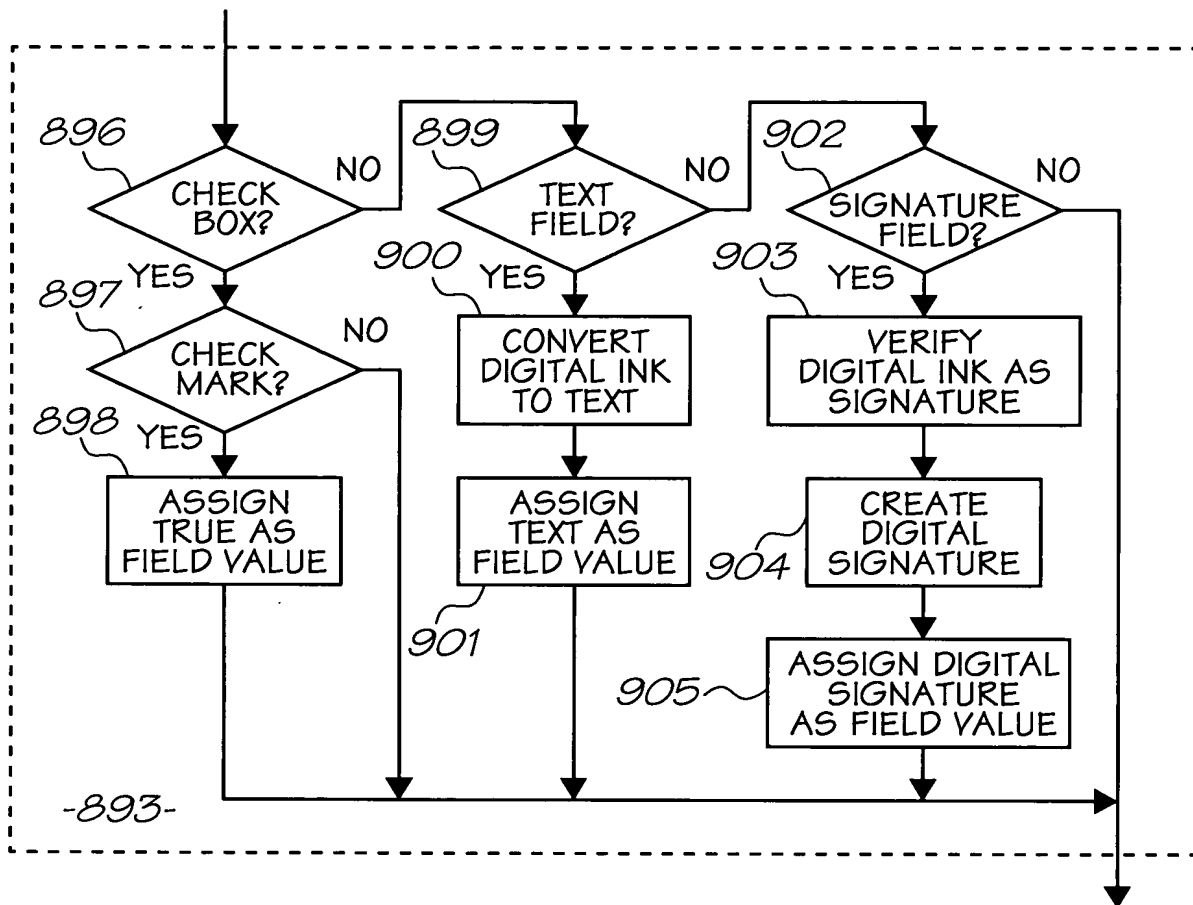 896
CHECK
BOX?
NO
YES
897
CHECK
MARK?
NO
YES
898
ASSIGN
TRUE AS
FIELD VALUE
899
TEXT
FIELD?
NO
YES
900
CONVERT
DIGITAL INK
TO TEXT
ASSIGN
TEXT AS
FIELD VALUE
901
902
SIGNATURE
FIELD?
NO
YES
903
VERIFY
DIGITAL INK AS
SIGNATURE
CREATE
DIGITAL
SIGNATURE
904
ASSIGN DIGITAL
SIGNATURE
AS FIELD VALUE
905
-893-